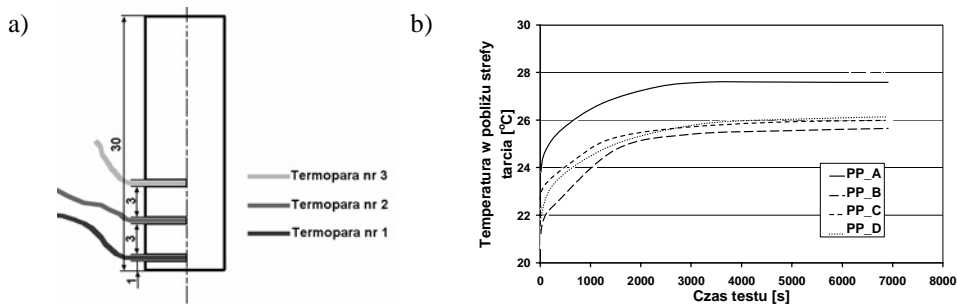 a)
30
3
3
1
Termopara nr 3
Termopara nr 2
Termopara nr 1
b)
Temperatura w pobliżu strefy
tarcia [°C]
30
28
26
24
22
20
0 1000 2000 3000 4000 5000 6000 7000 8000
Czas testu [s]
PP_A
PP_B
PP_C
PP_D